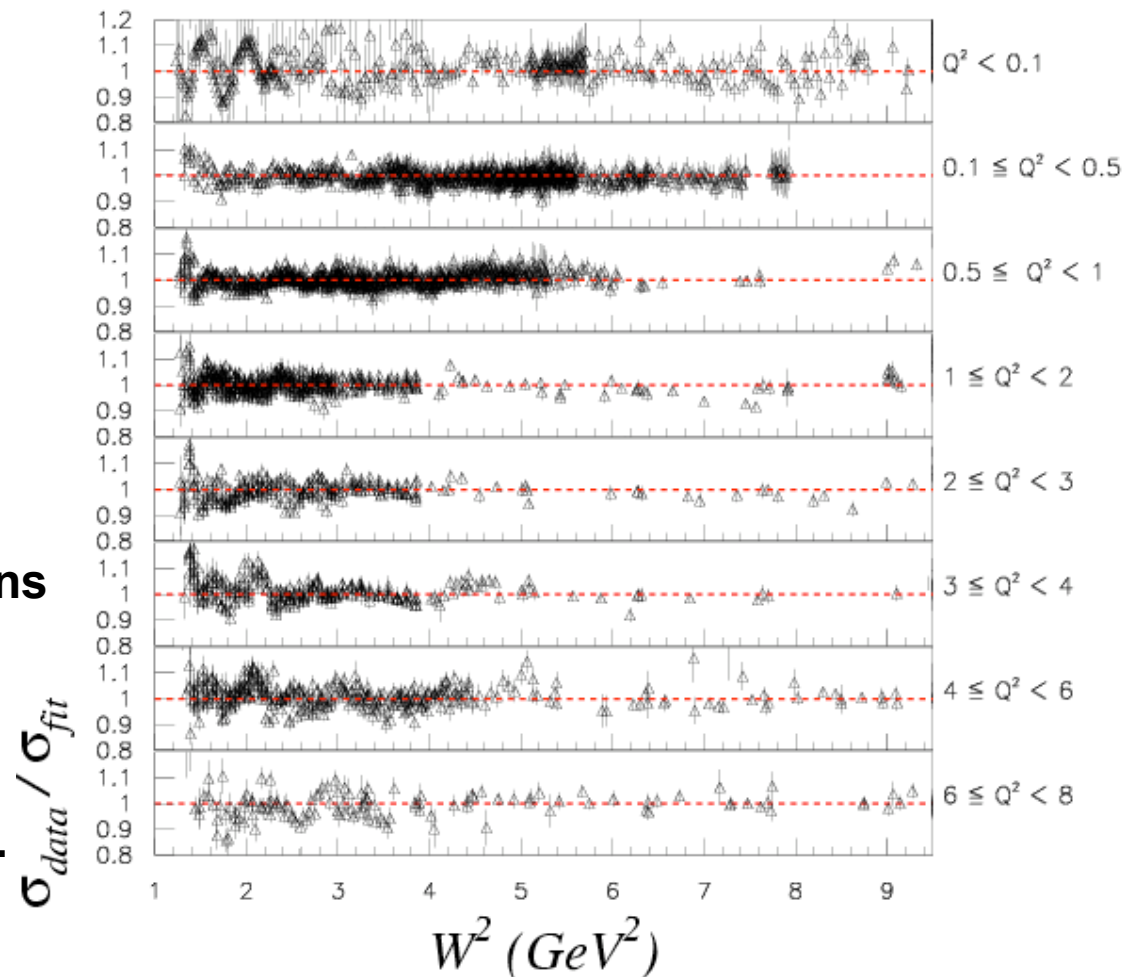 1.2
1.1
1
0.9
0.8
Q² < 0.1
1.1
1
0.9
0.8
0.1 ≦ Q² < 0.5
1.1
1
0.9
0.8
0.5 ≦ Q² < 1
1.1
1
0.9
0.8
1 ≦ Q² < 2
1.1
1
0.9
0.8
2 ≦ Q² < 3
ns
1.1
1
0.9
0.8
3 ≦ Q² < 4
1.1
1
0.9
0.8
4 ≦ Q² < 6
1.1
1
0.9
0.8
6 ≦ Q² < 8
.
σdata / σfit
1 2 3 4 5 6 7 8 9
W² (GeV²)